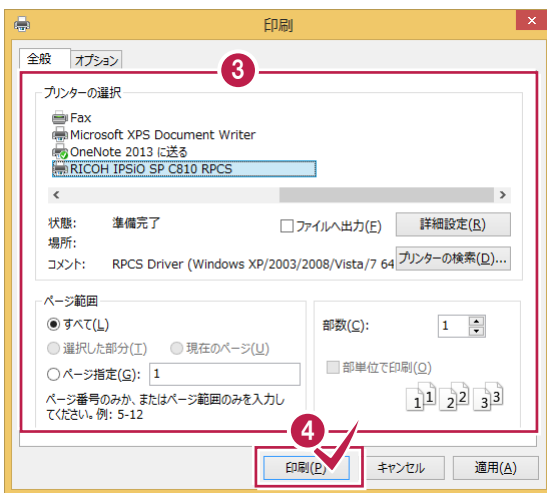 印刷
×
全般 オプション
3
プリンターの選択
Fax
Microsoft XPS Document Writer
OneNote 2013 に送る
RICOH IPSiO SP C810 RPCS
状態: 準備完了 ファイルへ出力(F) 詳細設定(R)
場所:
コメント: RPCS Driver (Windows XP/2003/2008/Vista/7 64 プリンターの検索(D)...
ページ範囲
すべて(L) 部数(C): 1
選択した部分(T) 現在のページ(U)
ページ指定(G): 1 部単位で印刷(O)
ページ番号のみか、またはページ範囲のみを入力し
てください。例: 5-12
1 1 2 2 3 3
4
印刷(P) キャンセル 適用(A)